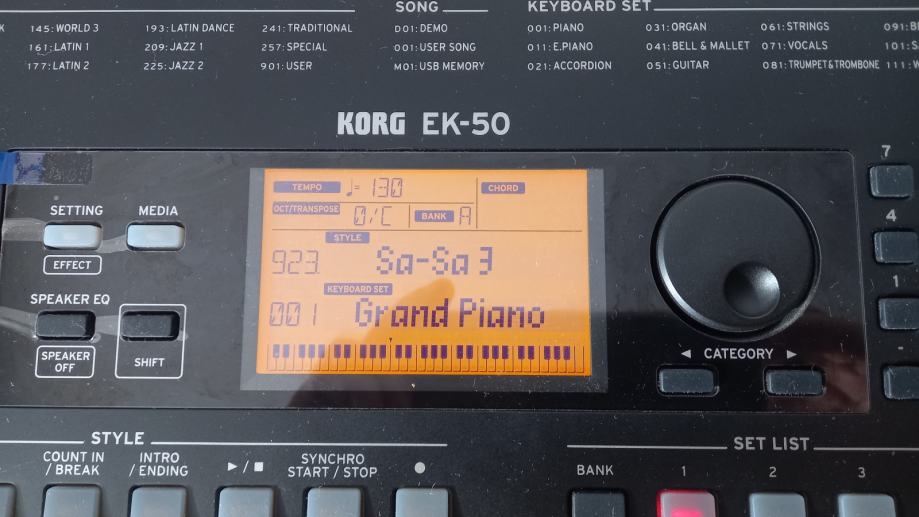 SONG
KEYBOARD SET
145:WORLD 3 193:LATIN DANCE 241:TRADITIONAL D01:DEMO 001:PIANO 031:ORGAN 061:STRINGS
161:LATIN 1 209:JAZZ 1 257:SPECIAL 001:USER SONG 011:E.PIANO 041:BELL & MALLET 071:VOCALS
177:LATIN 2 225:JAZZ 2 901:USER M01:USB MEMORY 021:ACCORDION 051:GUITAR 081:TRUMPET&TROMBONE
KORG EK-50
7
TEMPO ♩= 130 CHORD
OCT/TRANSPOSE 0/C BANK A
SETTING MEDIA
4
STYLE
923 Sa-Sa 3
EFFECT
1
KEYBOARD SET
SPEAKER EQ
001 Grand Piano
◄ CATEGORY ►
-
SPEAKER OFF
SHIFT
STYLE
SET LIST
COUNT IN / BREAK
INTRO / ENDING
►/■
SYNCHRO START / STOP
●
BANK 1 2 3